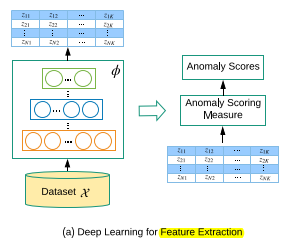 z11 z12 ... z1K
z21 z22 ... z2K
⋮ ⋮ ... ⋮
zN1 zN2 ... zNK
ϕ
...
...
...
Dataset 𝒳
Anomaly Scores
Anomaly Scoring
Measure
z11 z12 ... z1K
z21 z22 ... z2K
⋮ ⋮ ... ⋮
zN1 zN2 ... zNK
(a) Deep Learning for Feature Extraction